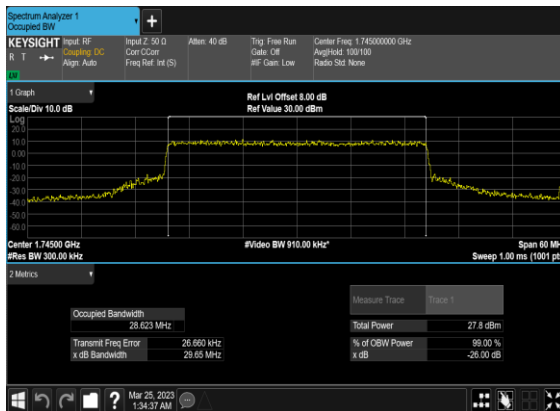 Spectrum Analyzer 1
Occupied BW
KEYSIGHT
R T
Input: RF
Coupling: DC
Align: Auto
Input Z: 50 Ω
Corr CCorr
Freq Ref: Int (S)
Atten: 40 dB
Trig: Free Run
Gate: Off
#IF Gain: Low
Center Freq: 1.745000000 GHz
Avg|Hold: 100/100
Radio Std: None
1 Graph
Scale/Div 10.0 dB
Ref Lvl Offset 8.00 dB
Ref Value 30.00 dBm
Log
20.0
10.0
0.00
-10.0
-20.0
-30.0
-40.0
-50.0
-60.0
Center 1.74500 GHz
#Res BW 300.00 kHz
#Video BW 910.00 kHz*
Span 60 MH
Sweep 1.00 ms (1001 pts
2 Metrics
Measure Trace
Trace 1
Occupied Bandwidth
28.623 MHz
Total Power
27.8 dBm
Transmit Freq Error
26.660 kHz
% of OBW Power
99.00 %
x dB Bandwidth
29.65 MHz
x dB
-26.00 dB
?
Mar 25, 2023
1:34:37 AM